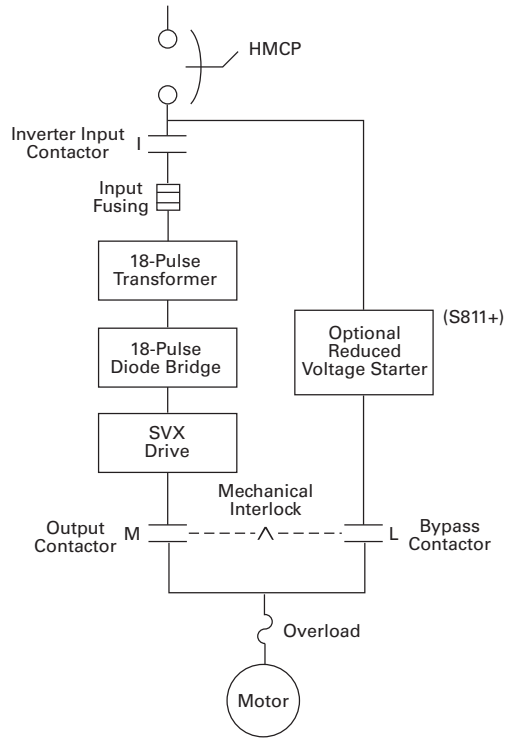 HMCP
Inverter Input
Contactor
I
Input
Fusing
18-Pulse
Transformer
18-Pulse
Diode Bridge
SVX
Drive
(S811+)
Optional
Reduced
Voltage Starter
Mechanical
Interlock
Output
Contactor
M
L
Bypass
Contactor
Overload
Motor